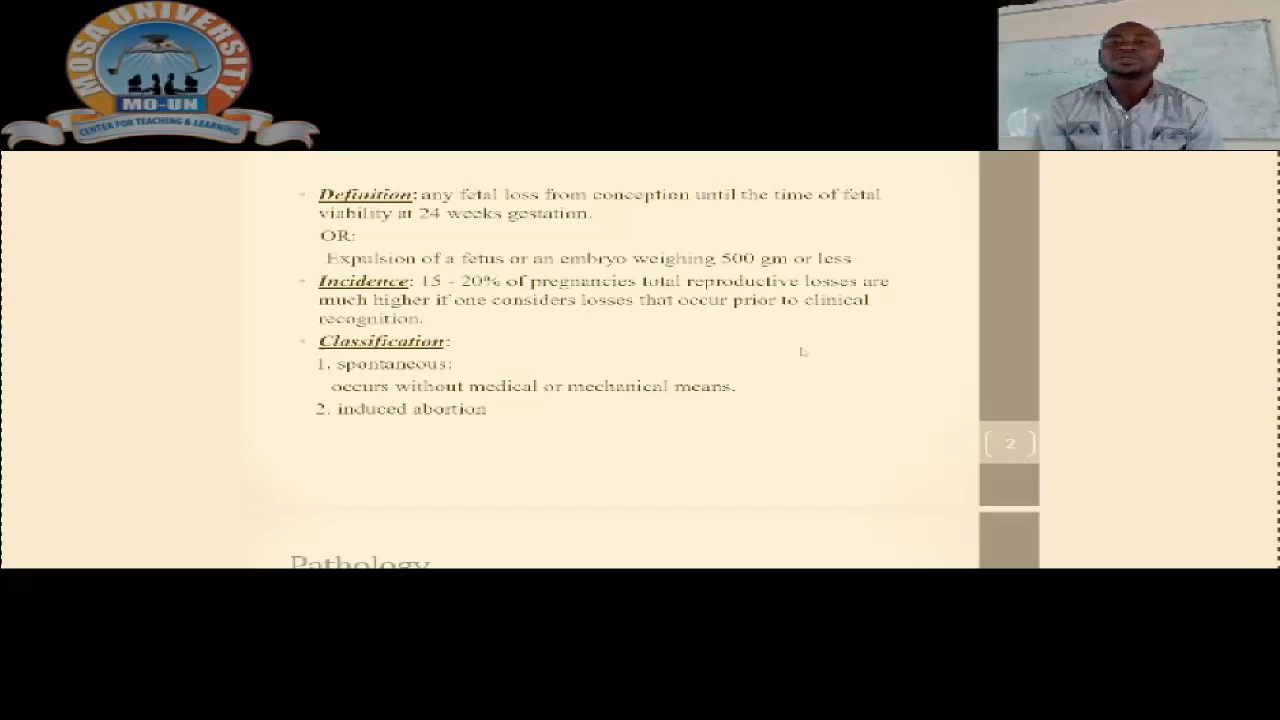 MOSA UNIVERSITY
MO-UN
CENTER FOR TEACHING & LEARNING
Definition: any fetal loss from conception until the time of fetal
viability at 24 weeks gestation.
OR:
Expulsion of a fetus or an embryo weighing 500 gm or less
Incidence: 15 - 20% of pregnancies total reproductive losses are
much higher if one considers losses that occur prior to clinical
recognition.
Classification:
1. spontaneous:
occurs without medical or mechanical means.
2. induced abortion
2
Pathology